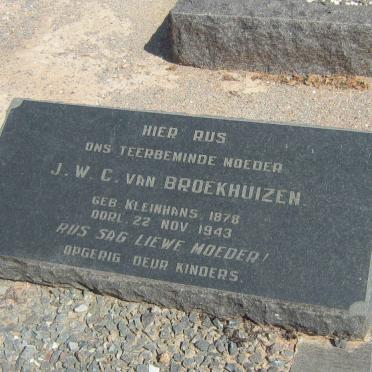 HIER RUS
ONS TEERBEMINDE MOEDER
J. W. C. VAN BROEKHUIZEN.
GEB. KLEINHANS. 1878
OORL. 22 NOV 1943
RUS SAG LIEWE MOEDER!
OPGERIG DEUR KINDERS.